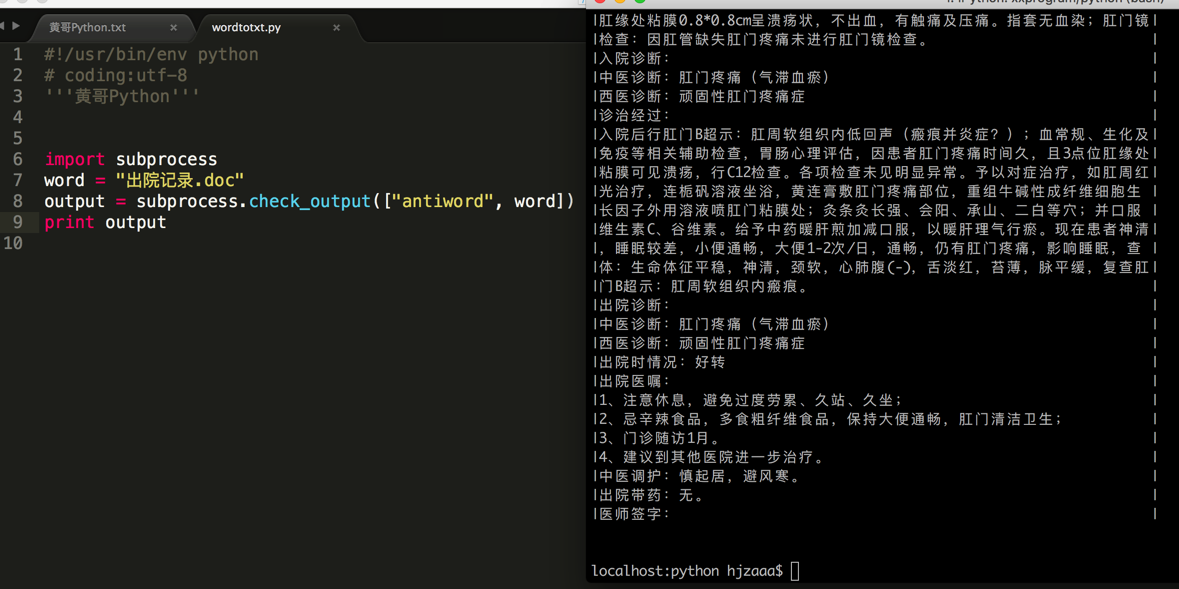 黄哥Python.txt
wordtotxt.py
1 #!/usr/bin/env python
2 # coding:utf-8
3 '''黄哥Python'''
4
5
6 import subprocess
7 word = "出院记录.doc"
8 output = subprocess.check_output(["antiword", word])
9 print output
10
|肛缘处粘膜0.8*0.8cm呈溃疡状，不出血，有触痛及压痛。指套无血染；肛门镜|
|检查：因肛管缺失肛门疼痛未进行肛门镜检查。 |
|入院诊断： |
|中医诊断：肛门疼痛（气滞血瘀） |
|西医诊断：顽固性肛门疼痛症 |
|诊治经过： |
|入院后行肛门B超示：肛周软组织内低回声（瘢痕并炎症？）；血常规、生化及|
|免疫等相关辅助检查，胃肠心理评估，因患者肛门疼痛时间久，且3点位肛缘处|
|粘膜可见溃疡，行C12检查。各项检查未见明显异常。予以对症治疗，如肛周红|
|光治疗，连栀矾溶液坐浴，黄连膏敷肛门疼痛部位，重组牛碱性成纤维细胞生 |
|长因子外用溶液喷肛门粘膜处；灸条灸长强、会阳、承山、二白等穴；并口服 |
|维生素C、谷维素。给予中药暖肝煎加减口服，以暖肝理气行瘀。现在患者神清|
|，睡眠较差，小便通畅，大便1-2次/日，通畅，仍有肛门疼痛，影响睡眠，查 |
|体：生命体征平稳，神清，颈软，心肺腹(-)，舌淡红，苔薄，脉平缓，复查肛|
|门B超示：肛周软组织内瘢痕。 |
|出院诊断： |
|中医诊断：肛门疼痛（气滞血瘀） |
|西医诊断：顽固性肛门疼痛症 |
|出院时情况：好转 |
|出院医嘱： |
|1、注意休息，避免过度劳累、久站、久坐； |
|2、忌辛辣食品，多食粗纤维食品，保持大便通畅，肛门清洁卫生； |
|3、门诊随访1月。 |
|4、建议到其他医院进一步治疗。 |
|中医调护：慎起居，避风寒。 |
|出院带药：无。 |
|医师签字： |
localhost:python hjzaaa$